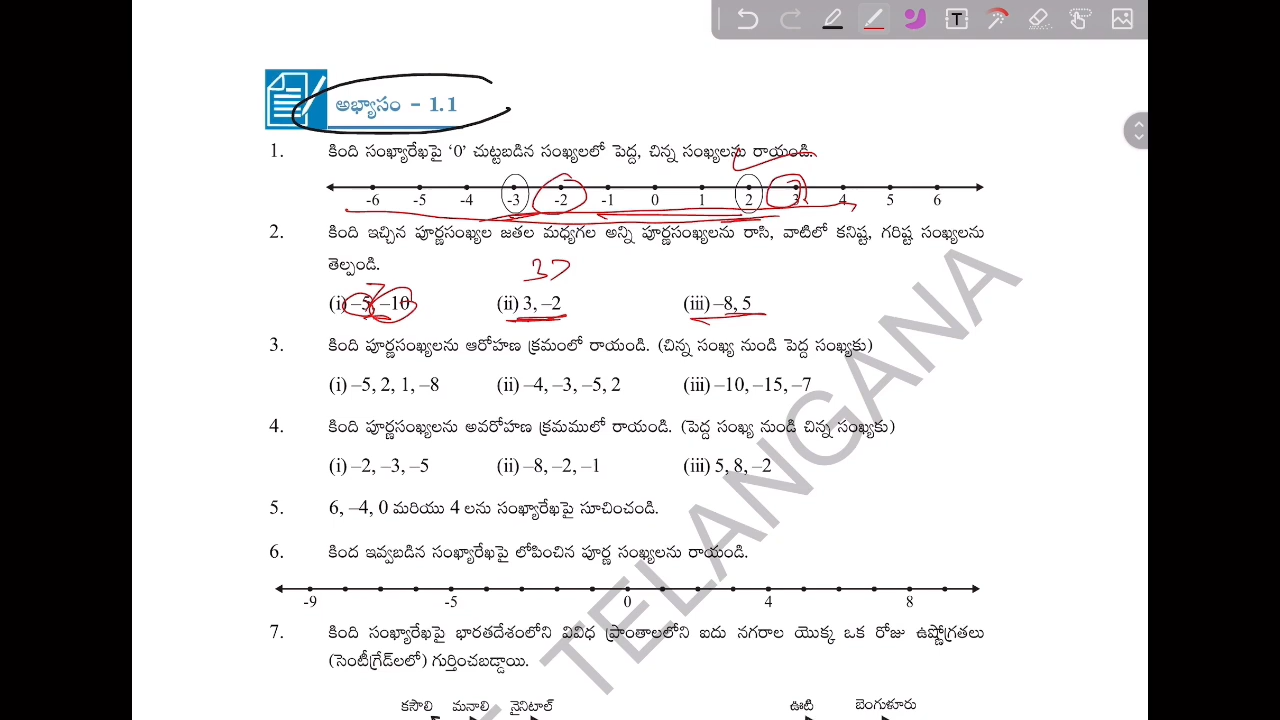 అభ్యాసం - 1.1
1. కింది సంఖ్యారేఖపై ‘0’ చుట్టబడిన సంఖ్యలలో పెద్ద, చిన్న సంఖ్యలను రాయండి.
-6 -5 -4 -3 -2 -1 0 1 2 3 4 5 6
2. కింది ఇచ్చిన పూర్ణసంఖ్యల జతల మధ్యగల అన్ని పూర్ణసంఖ్యలను రాసి, వాటిలో కనిష్ట, గరిష్ట సంఖ్యలను
తెల్పండి.
3>
(i) –5, –10 (ii) 3, –2 (iii) –8, 5
3. కింది పూర్ణసంఖ్యలను ఆరోహణ క్రమంలో రాయండి. (చిన్న సంఖ్య నుండి పెద్ద సంఖ్యకు)
(i) –5, 2, 1, –8 (ii) –4, –3, –5, 2 (iii) –10, –15, –7
4. కింది పూర్ణసంఖ్యలను అవరోహణ క్రమములో రాయండి. (పెద్ద సంఖ్య నుండి చిన్న సంఖ్యకు)
(i) –2, –3, –5 (ii) –8, –2, –1 (iii) 5, 8, –2
5. 6, –4, 0 మరియు 4 లను సంఖ్యారేఖపై సూచించండి.
6. కింద ఇవ్వబడిన సంఖ్యారేఖపై లోపించిన పూర్ణ సంఖ్యలను రాయండి.
-9 -5 0 4 8
7. కింది సంఖ్యారేఖపై భారతదేశంలోని వివిధ ప్రాంతాలలోని ఐదు నగరాల యొక్క ఒక రోజు ఉష్ణోగ్రతలు
(సెంటీగ్రేడ్‌లలో) గుర్తించబడ్డాయి.
కసౌలి మనాలి నైనిటాల్ ఊటీ బెంగుళూరు
TELANGANA